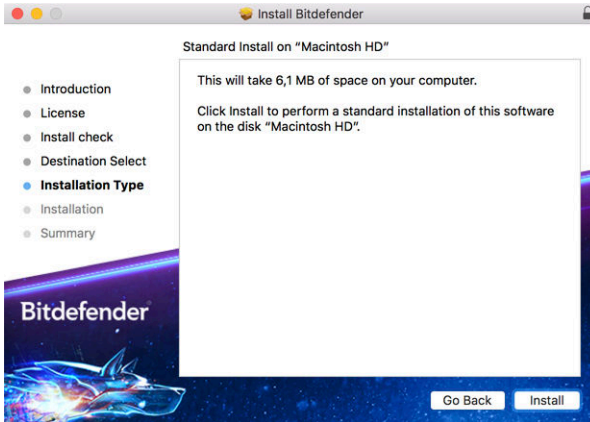 Install Bitdefender
Standard Install on “Macintosh HD”
Introduction
License
Install check
Destination Select
Installation Type
Installation
Summary
This will take 6,1 MB of space on your computer.
Click Install to perform a standard installation of this software
on the disk “Macintosh HD”.
Bitdefender
Go Back
Install